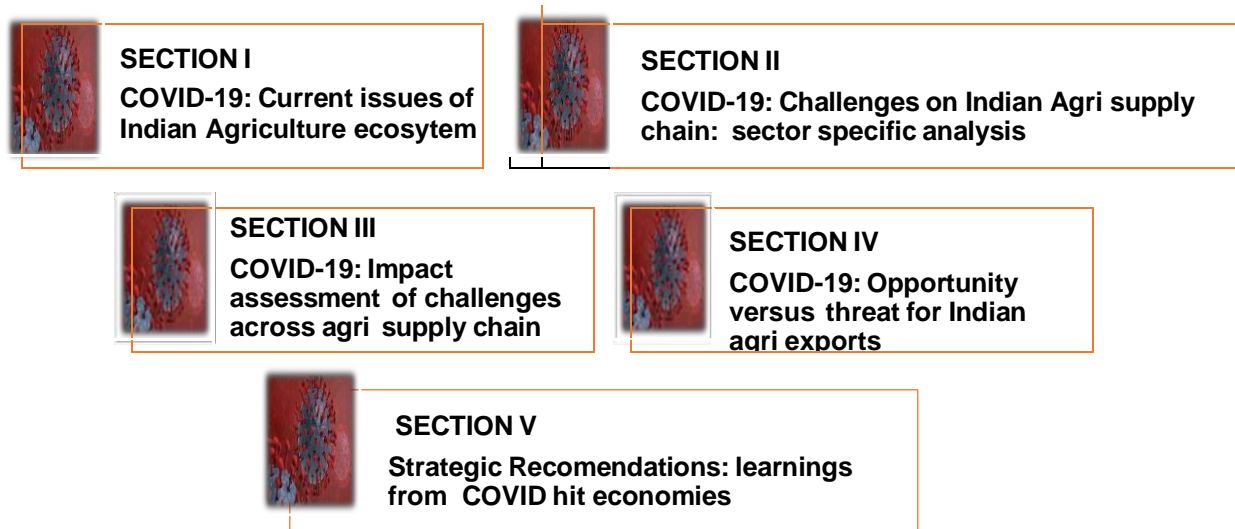 SECTION I
COVID-19: Current issues of
Indian Agriculture ecosytem
SECTION II
COVID-19: Challenges on Indian Agri supply
chain: sector specific analysis
SECTION III
COVID-19: Impact
assessment of challenges
across agri supply chain
SECTION IV
COVID-19: Opportunity
versus threat for Indian
agri exports
SECTION V
Strategic Recomendations: learnings
from COVID hit economies